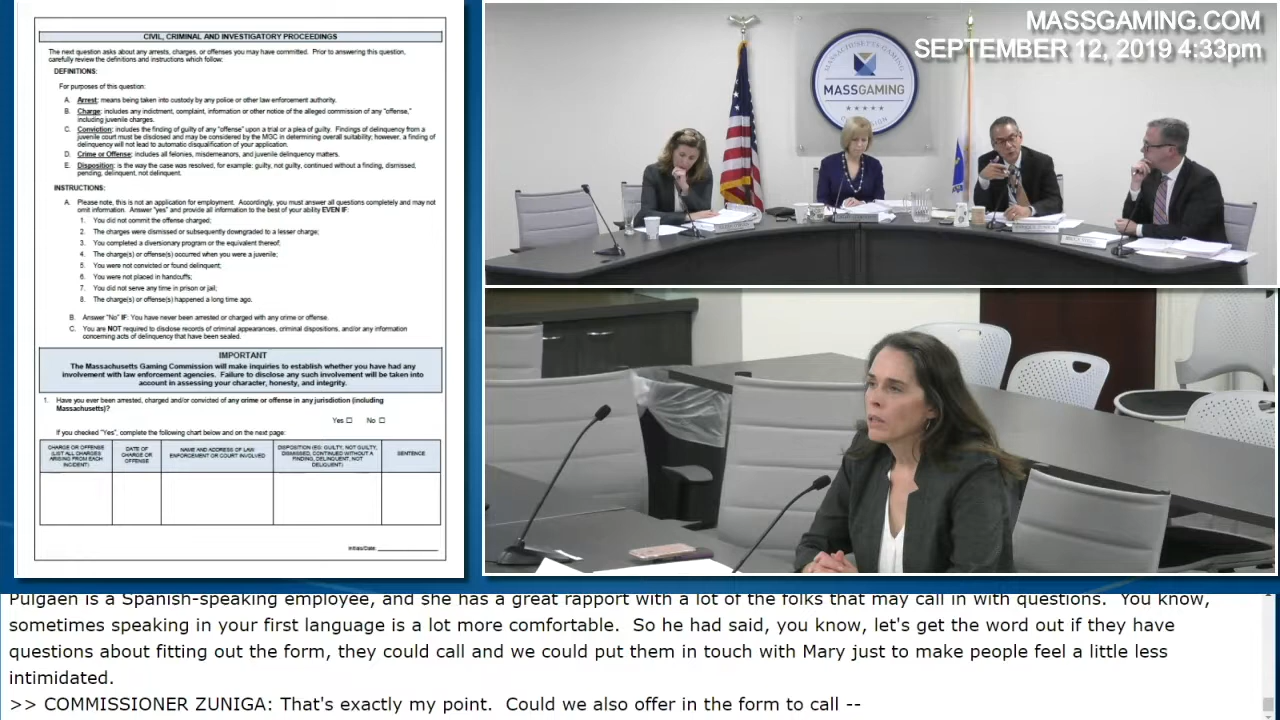 CIVIL, CRIMINAL AND INVESTIGATORY PROCEEDINGS
The next question asks about any arrests, charges, or offenses you may have committed. Prior to answering this question,
carefully review the definitions and instructions which follow:
DEFINITIONS:
For purposes of this question:
A. Arrest: means being taken into custody by any police or other law enforcement authority.
B. Charge: includes any indictment, complaint, information or other notice of the alleged commission of any "offense,"
including juvenile charges.
C. Conviction: includes the finding of guilty of any "offense" upon a trial or a plea of guilty. Findings of delinquency from a
juvenile court must be disclosed and may be considered by the MGC in determining overall suitability; however, a finding of
delinquency will not lead to automatic disqualification of your application.
D. Crime or Offense: includes all felonies, misdemeanors, and juvenile delinquency matters.
E. Disposition: is the way the case was resolved, for example: guilty, not guilty, continued without a finding, dismissed,
pending, delinquent, not delinquent.
INSTRUCTIONS:
A. Please note, this is not an application for employment. Accordingly, you must answer all questions completely and may not
omit information. Answer "yes" and provide all information to the best of your ability EVEN IF:
1. You did not commit the offense charged;
2. The charges were dismissed or subsequently downgraded to a lesser charge;
3. You completed a diversionary program or the equivalent thereof;
4. The charge(s) or offense(s) occurred when you were a juvenile;
5. You were not convicted or found delinquent;
6. You were not placed in handcuffs;
7. You did not serve any time in prison or jail;
8. The charge(s) or offense(s) happened a long time ago.
B. Answer "No" IF: You have never been arrested or charged with any crime or offense.
C. You are NOT required to disclose records of criminal appearances, criminal dispositions, and/or any information
concerning acts of delinquency that have been sealed.
IMPORTANT
The Massachusetts Gaming Commission will make inquiries to establish whether you have had any
involvement with law enforcement agencies. Failure to disclose any such involvement will be taken
into account in assessing your character, honesty, and integrity.
1. Have you ever been arrested, charged and/or convicted of any crime or offense in any jurisdiction (including
Massachusetts)?
Yes ☐ No ☐
If you checked "Yes", complete the following chart below and on the next page:
CHARGE OR OFFENSE
(LIST ALL CHARGES
ARISING FROM EACH
INCIDENT)
DATE OF
CHARGE OR
OFFENSE
NAME AND ADDRESS OF LAW
ENFORCEMENT OR COURT INVOLVED
DISPOSITION (EG: GUILTY, NOT GUILTY,
DISMISSED, CONTINUED WITHOUT A
FINDING, DELINQUENT, NOT
DELIQUENT)
SENTENCE
Initials/Date:
MASSGAMING.COM
SEPTEMBER 12, 2019 4:33pm
MASSACHUSETTS GAMING
MASSGAMING
Pulgaen is a Spanish-speaking employee, and she has a great rapport with a lot of the folks that may call in with questions. You know,
sometimes speaking in your first language is a lot more comfortable. So he had said, you know, let's get the word out if they have
questions about fitting out the form, they could call and we could put them in touch with Mary just to make people feel a little less
intimidated.
>> COMMISSIONER ZUNIGA: That's exactly my point. Could we also offer in the form to call --